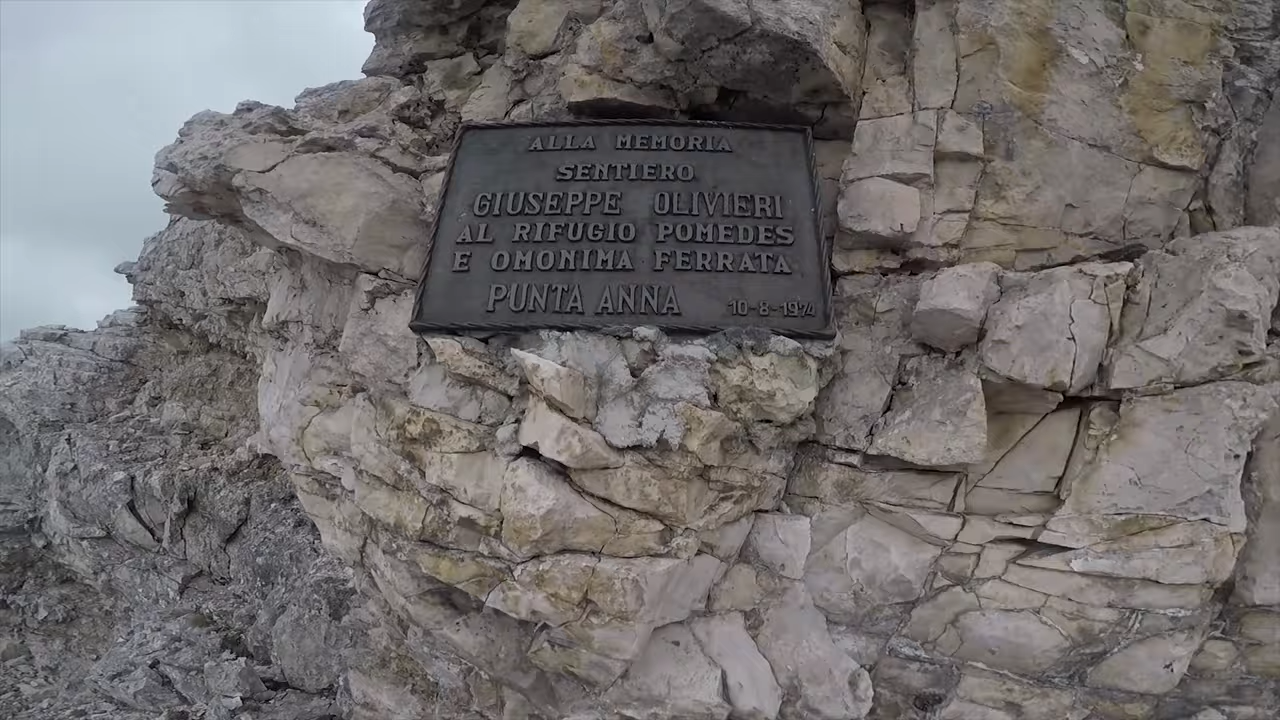 ALLA MEMORIA
SENTIERO
GIUSEPPE OLIVIERI
AL RIFUGIO POMEDES
E OMONIMA FERRATA
PUNTA ANNA 10-8-1974